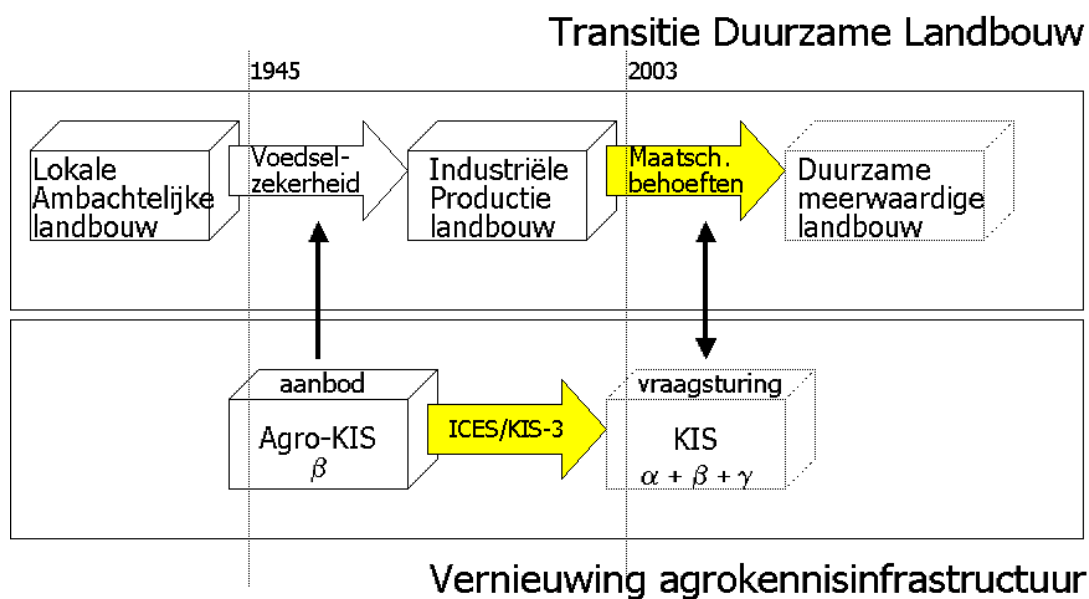 Transitie Duurzame Landbouw
1945
2003
Lokale
Ambachtelijke
landbouw
Voedsel-
zekerheid
Industriële
Productie
landbouw
Maatsch.
behoeften
Duurzame
meerwaardige
landbouw
aanbod
Agro-KIS
β
ICES/KIS-3
vraagsturing
KIS
α + β + γ
Vernieuwing agrokennisinfrastructuur